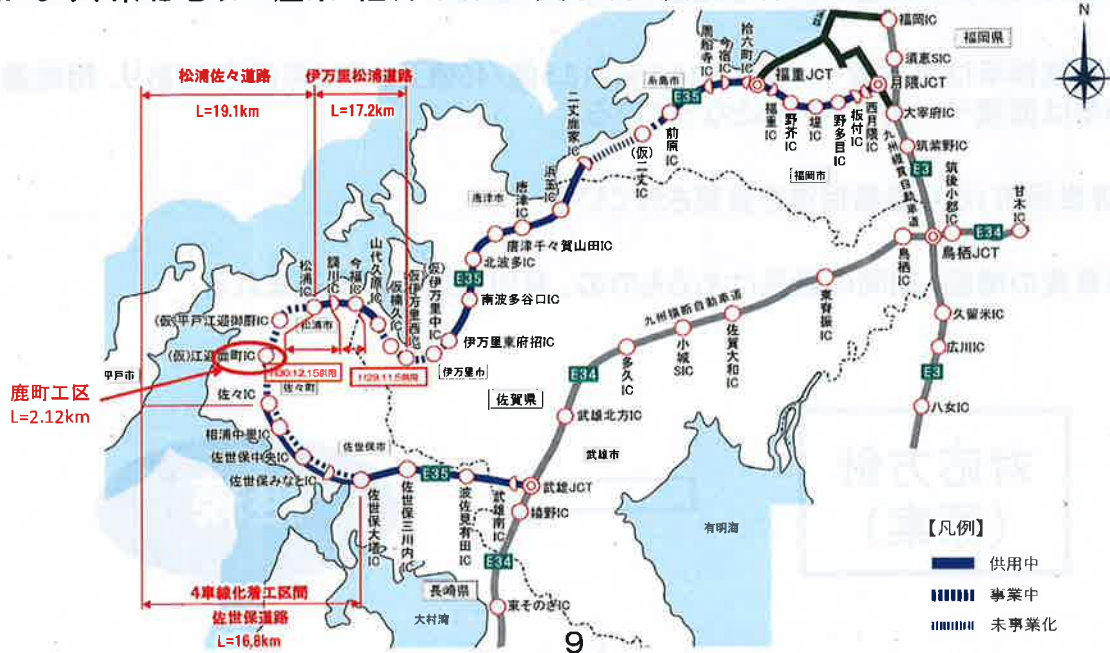 松浦佐々道路
L=19.1km
伊万里松浦道路
L=17.2km
鹿町工区
L=2.12km
4車線化着工区間
佐世保道路
L=16.8km
H30.12.15供用
H29.11.5供用
N
福岡県
福岡市
糸島市
唐津市
松浦市
伊万里市
佐々町
平戸市
佐世保市
佐賀県
武雄市
長崎県
大村湾
有明海
福岡IC
須恵SIC
月隈JCT
大宰府IC
筑紫野IC
筑後小郡IC
甘木IC
鳥栖JCT
鳥栖IC
久留米IC
広川IC
八女IC
九州縦貫自動車道
九州横断自動車道
E3
E3
E34
E34
E34
E35
E35
E35
周船寺IC
今宿IC
拾六町IC
福重JCT
福重IC
野芥IC
堤IC
野多目IC
板付IC
西月隈IC
前原IC
(仮)二丈IC
二丈鹿家IC
浜玉IC
唐津IC
唐津千々賀山田IC
北波多IC
南波多谷口IC
伊万里東府招IC
(仮)伊万里中IC
(仮)伊万里西IC
(仮)楠久IC
山代久原IC
今福IC
調川IC
松浦IC
(仮)平戸江迎御厨IC
(仮)江迎鹿町IC
佐々IC
相浦中里IC
佐世保中央IC
佐世保みなとIC
佐世保大塔IC
佐世保三川内IC
波佐見有田IC
武雄南IC
武雄JCT
嬉野IC
東そのぎIC
武雄北方IC
多久IC
小城SIC
佐賀大和IC
東脊振IC
【凡例】
供用中
事業中
未事業化
9